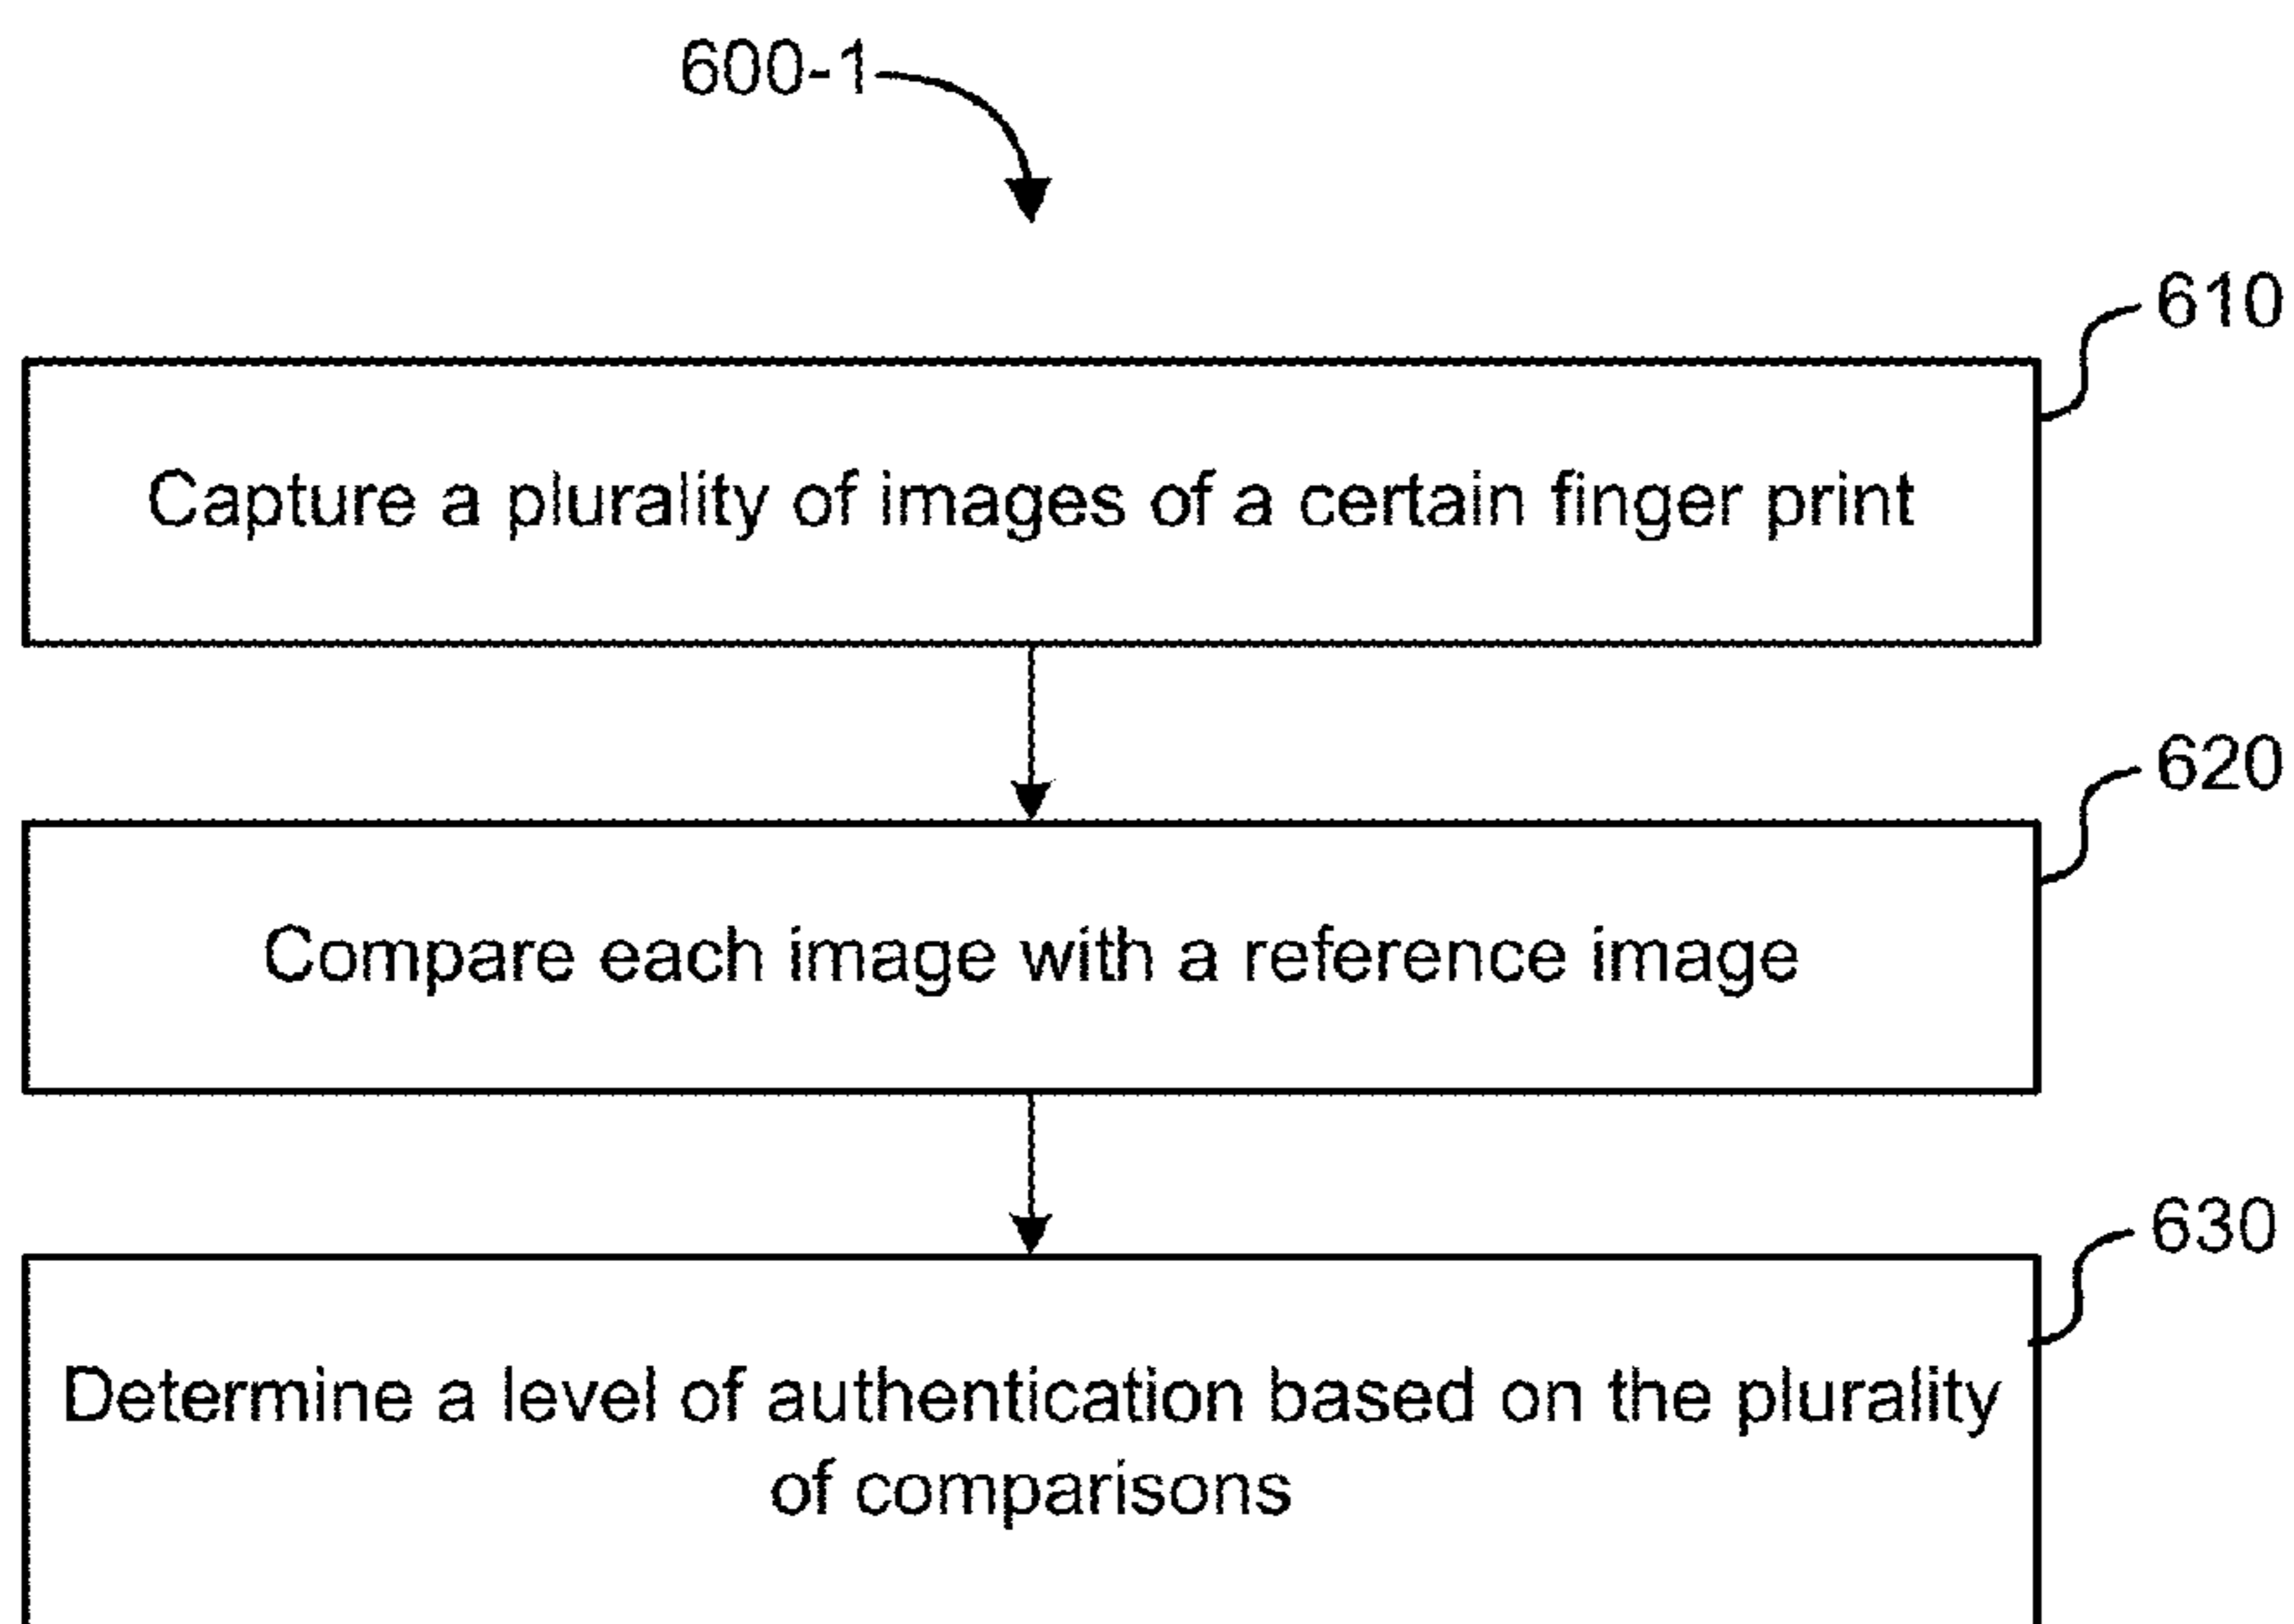 600-1
610
Capture a plurality of images of a certain finger print
620
Compare each image with a reference image
630
Determine a level of authentication based on the plurality
of comparisons